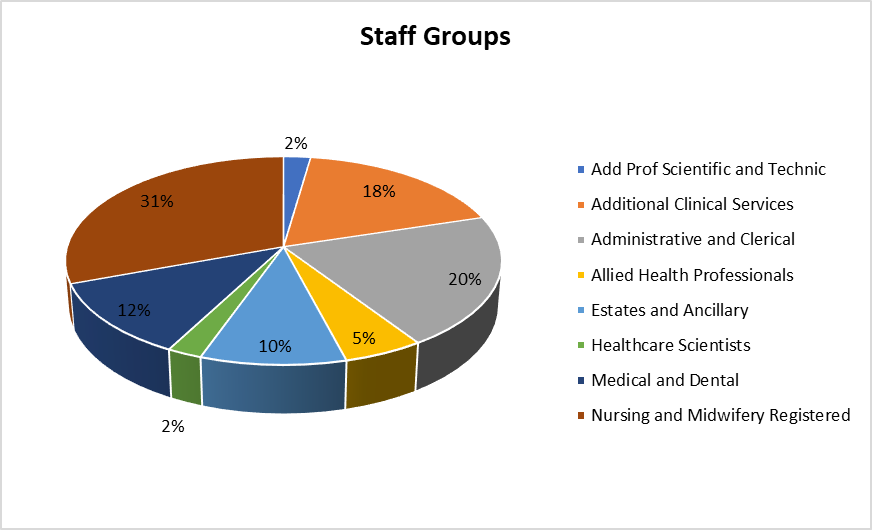 Staff Groups
2%
18%
31%
20%
12%
5%
10%
2%
Add Prof Scientific and Technic
Additional Clinical Services
Administrative and Clerical
Allied Health Professionals
Estates and Ancillary
Healthcare Scientists
Medical and Dental
Nursing and Midwifery Registered